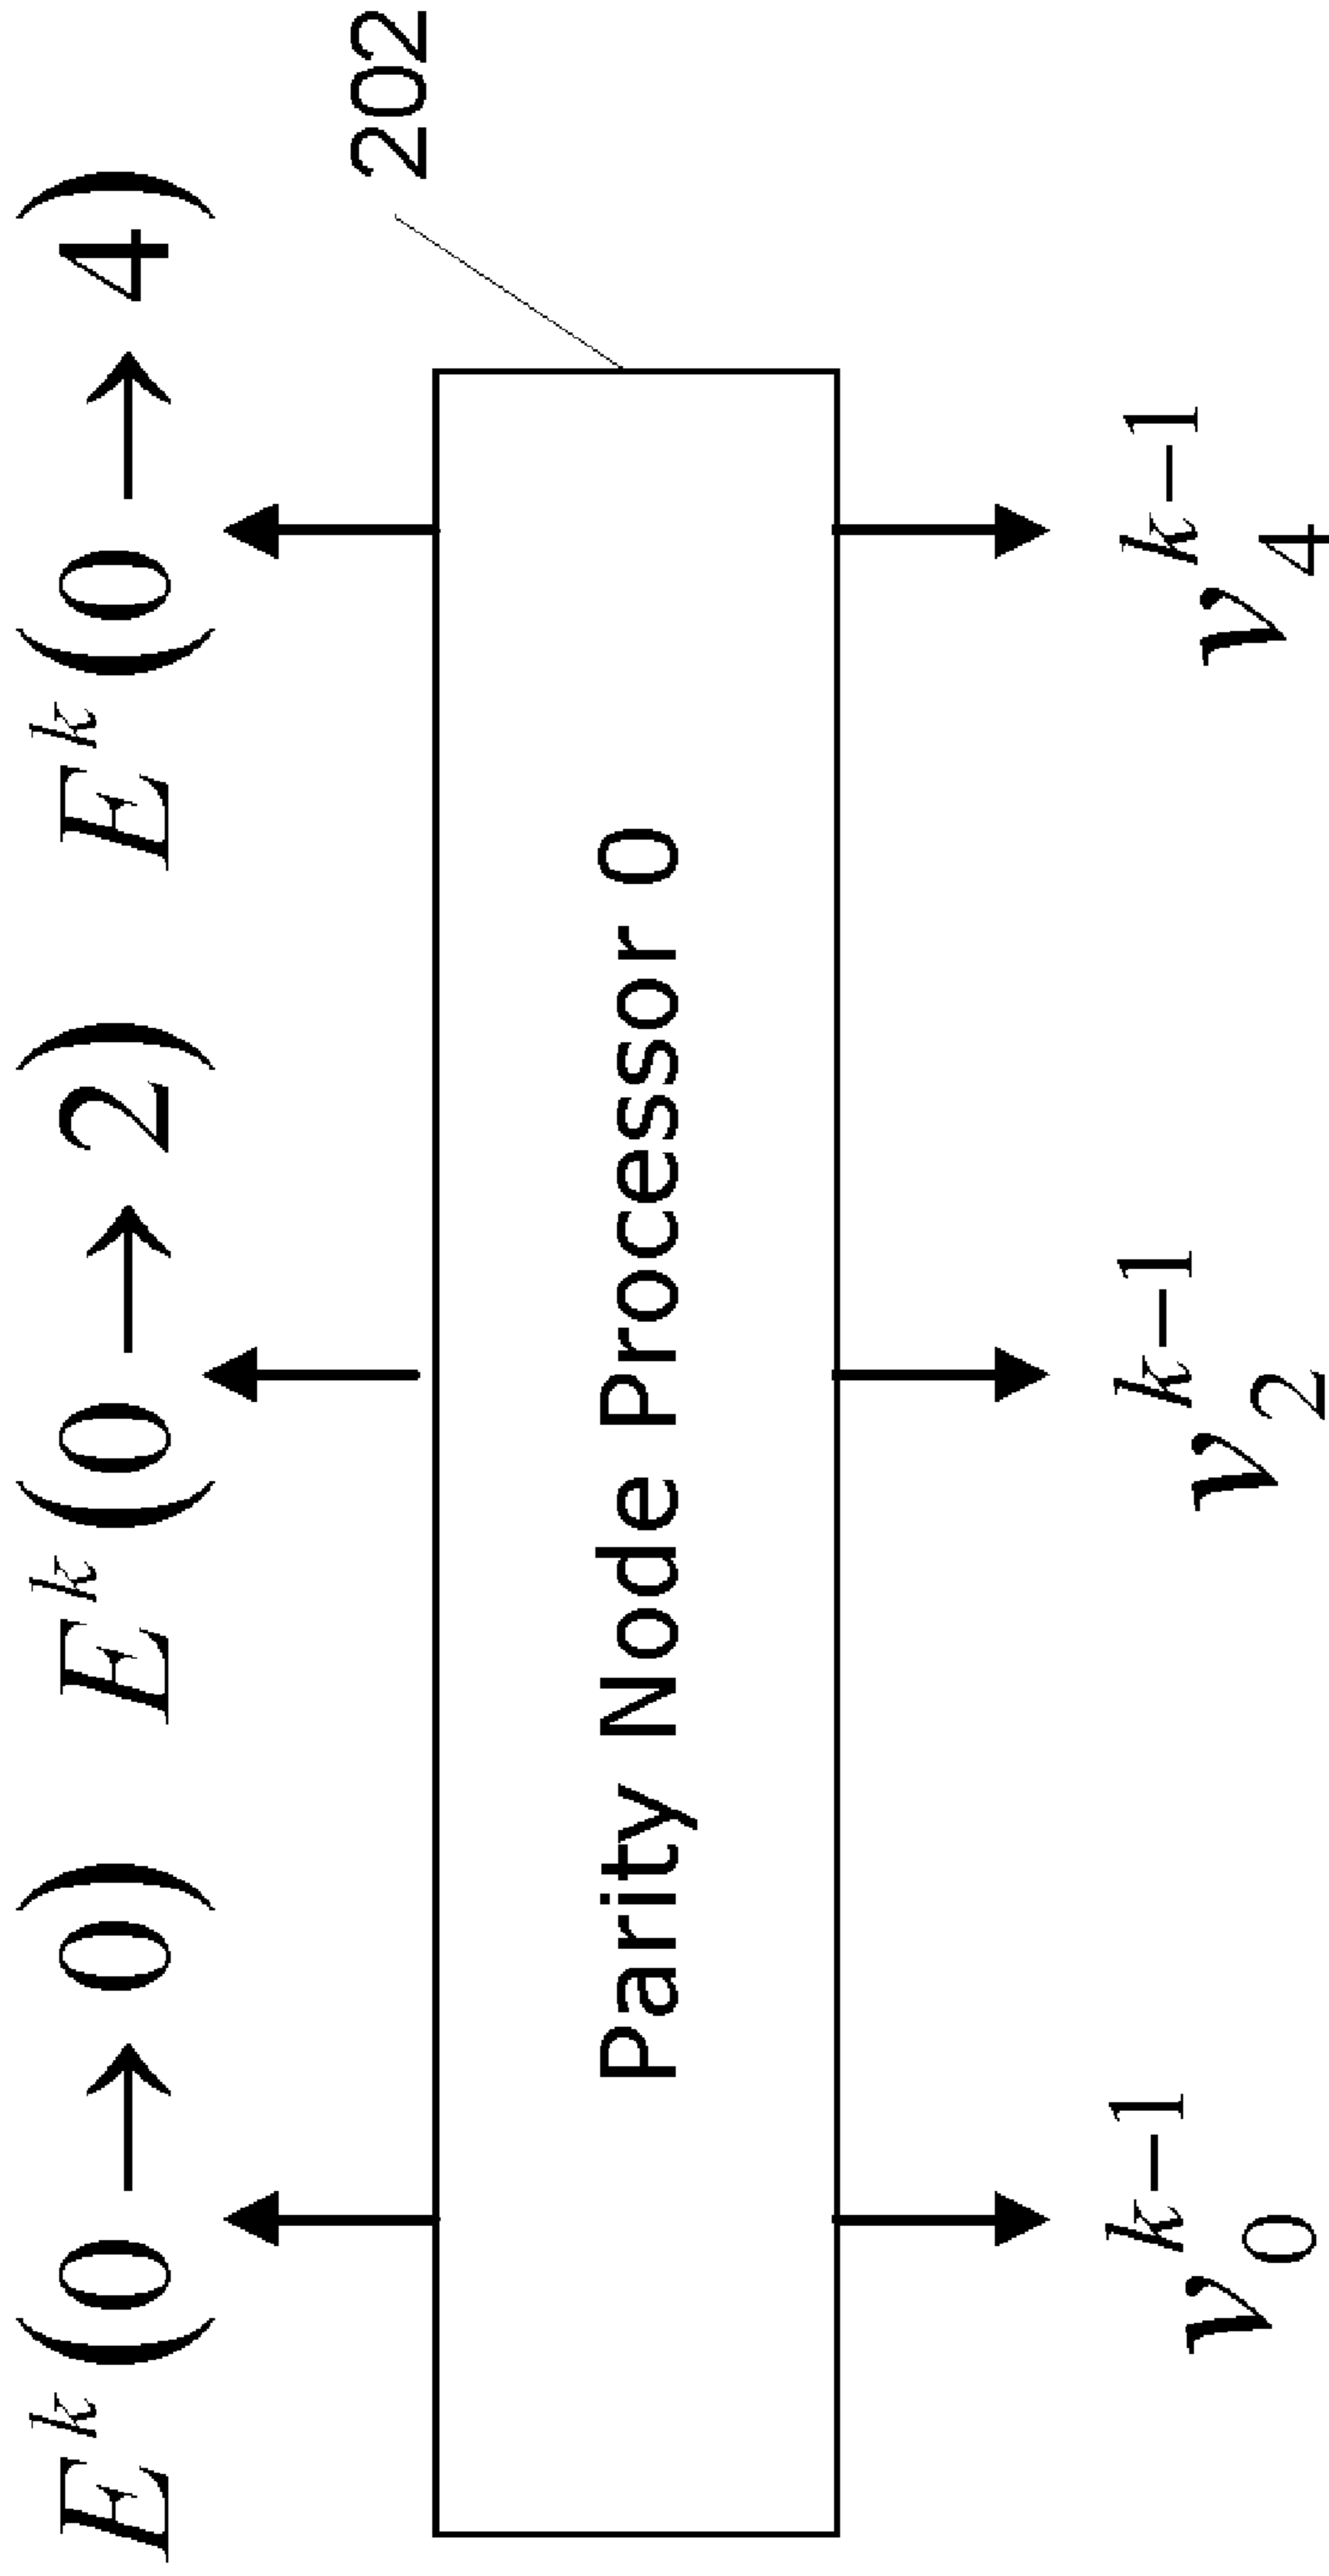 E^k(0→0) E^k(0→2) E^k(0→4)
202
Parity Node Processor 0
v_0^{k−1} v_2^{k−1} v_4^{k−1}